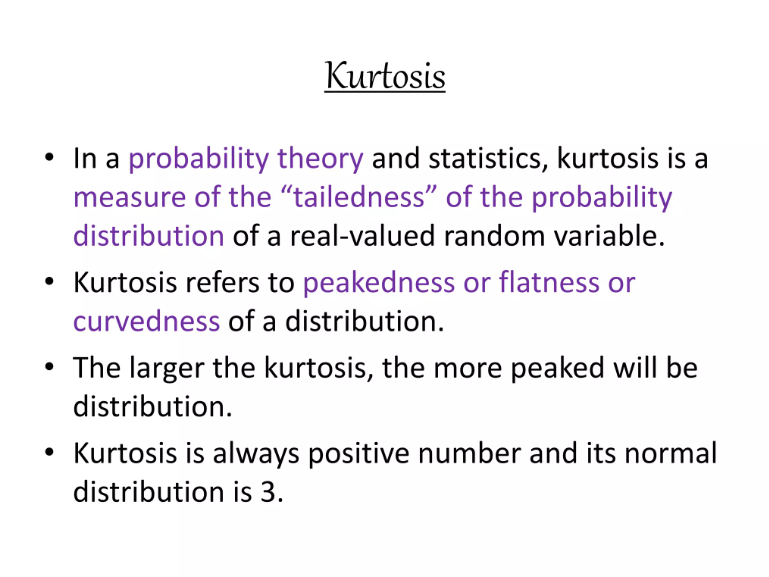 Kurtosis
• In a probability theory and statistics, kurtosis is a
measure of the “tailedness” of the probability
distribution of a real-valued random variable.
• Kurtosis refers to peakedness or flatness or
curvedness of a distribution.
• The larger the kurtosis, the more peaked will be
distribution.
• Kurtosis is always positive number and its normal
distribution is 3.